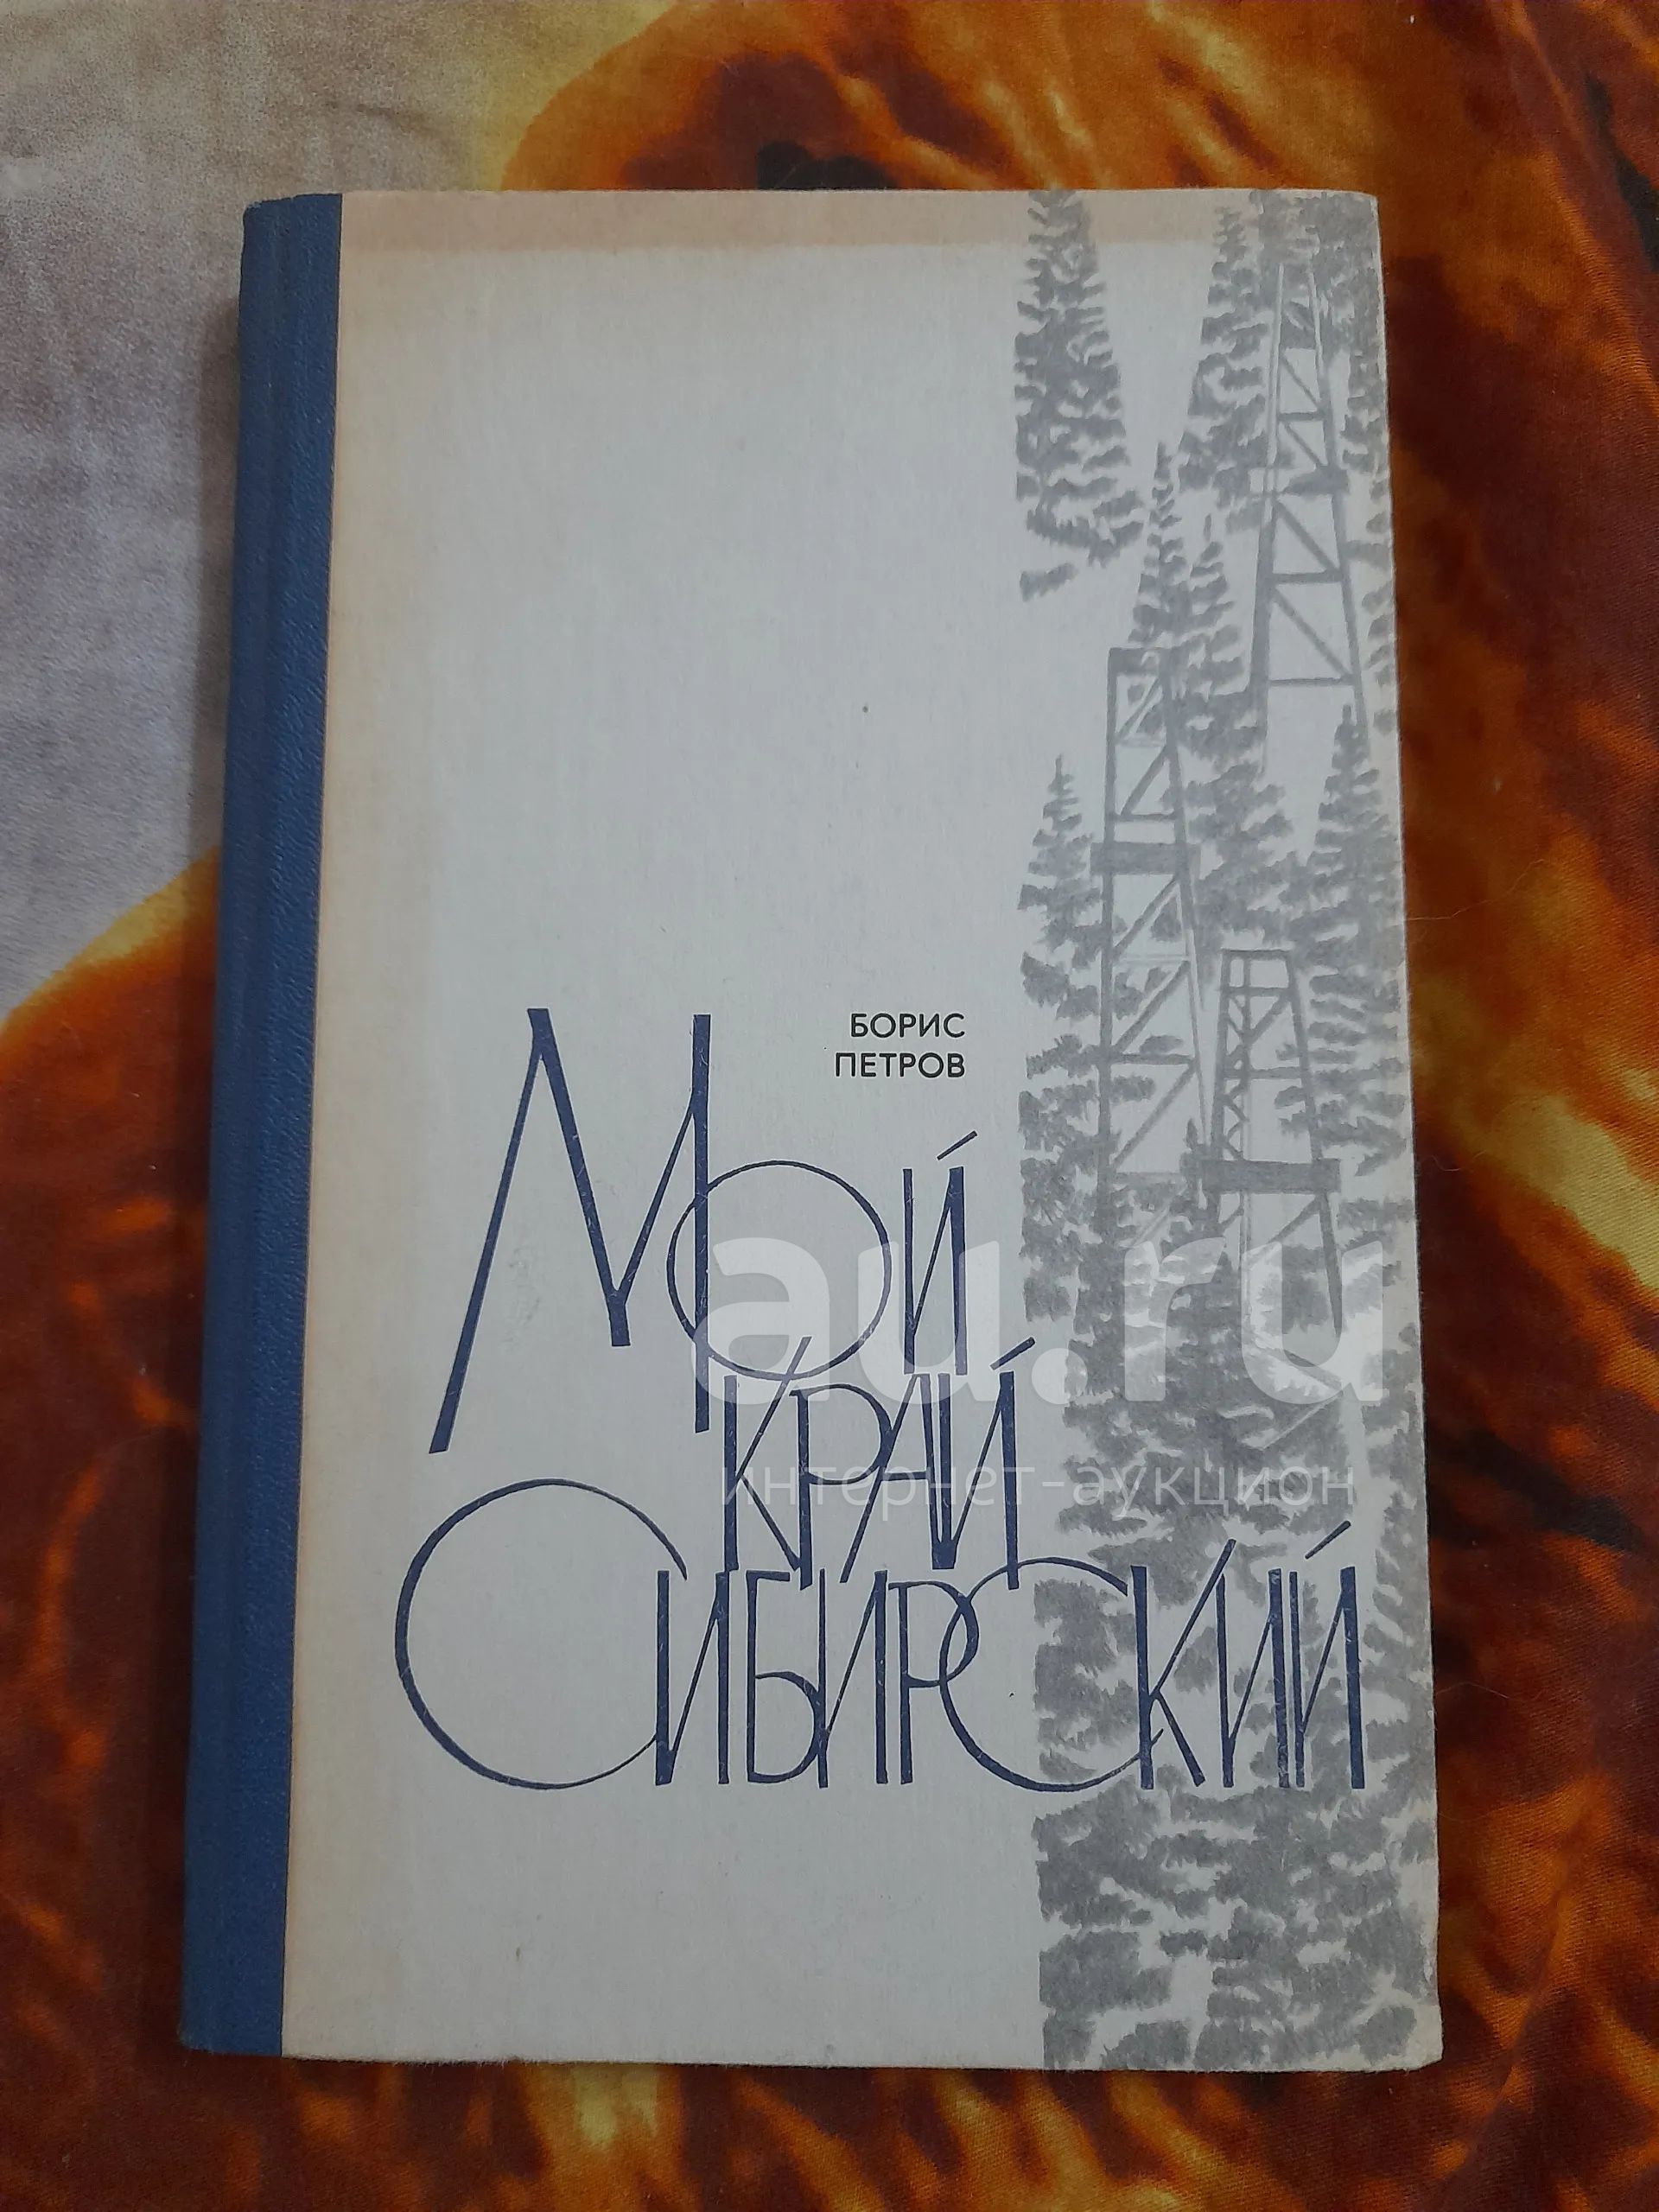 БОРИС
ПЕТРОВ
Мой
КРАЙ
СИБИРСКИЙ
au.ru
интернет-аукцион